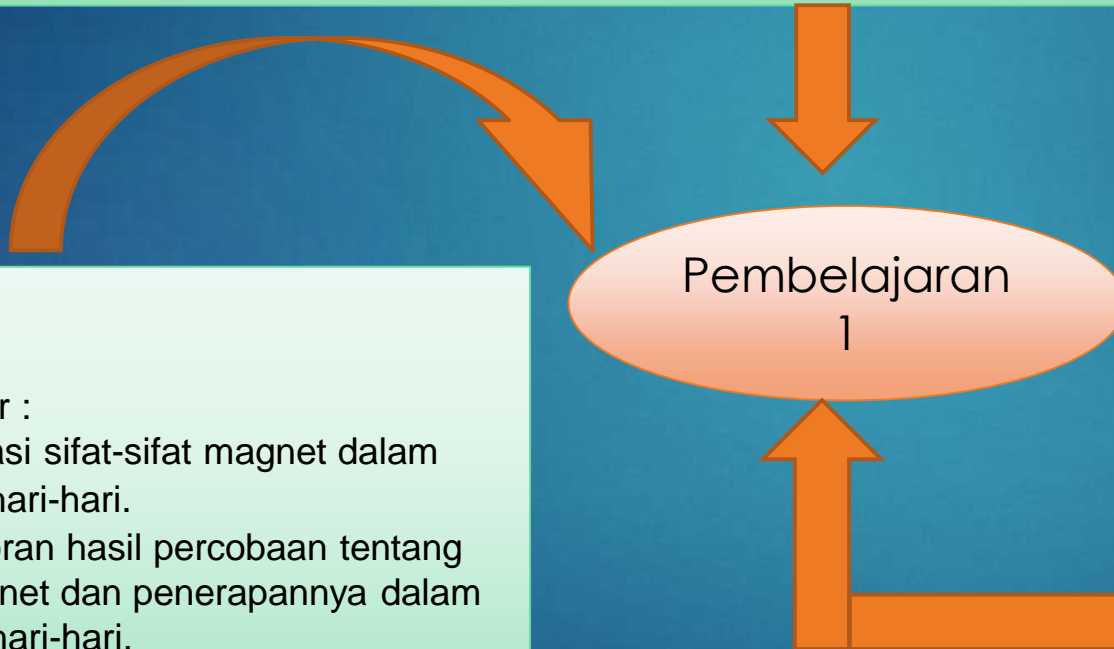 Pembelajaran
1
r :
asi sifat-sifat magnet dalam
hari-hari.
oran hasil percobaan tentang
net dan penerapannya dalam
hari-hari.